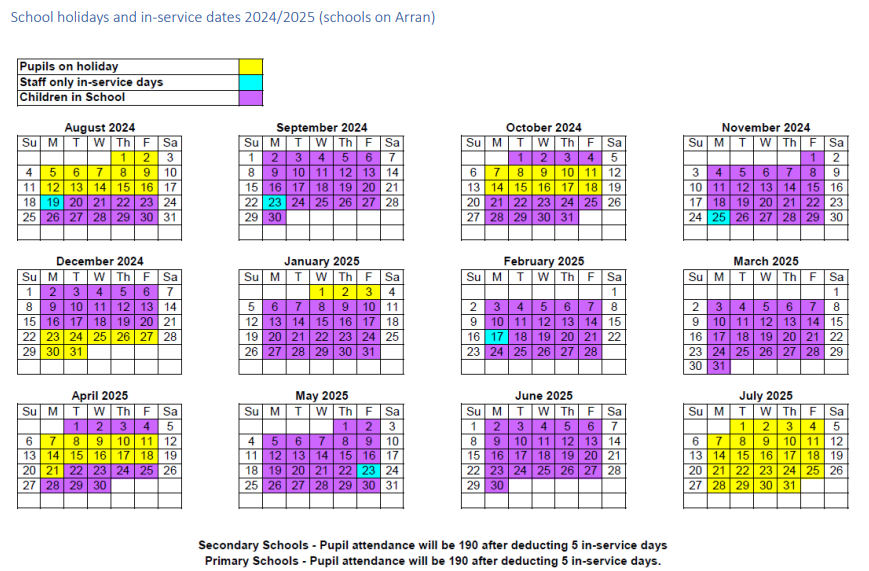 School holidays and in-service dates 2024/2025 (schools on Arran)
Pupils on holiday
Staff only in-service days
Children in School
August 2024 September 2024 October 2024 November 2024
Su M T W Th F Sa Su M T W Th F Sa Su M T W Th F Sa Su M T W Th F Sa
1 2 3 1 2 3 4 5 6 7 1 2 3 4 5 1 2
4 5 6 7 8 9 10 8 9 10 11 12 13 14 6 7 8 9 10 11 12 3 4 5 6 7 8 9
11 12 13 14 15 16 17 15 16 17 18 19 20 21 13 14 15 16 17 18 19 10 11 12 13 14 15 16
18 19 20 21 22 23 24 22 23 24 25 26 27 28 20 21 22 23 24 25 26 17 18 19 20 21 22 23
25 26 27 28 29 30 31 29 30 27 28 29 30 31 24 25 26 27 28 29 30
December 2024 January 2025 February 2025 March 2025
Su M T W Th F Sa Su M T W Th F Sa Su M T W Th F Sa Su M T W Th F Sa
1 2 3 4 5 6 7 1 2 3 4 1 1
8 9 10 11 12 13 14 5 6 7 8 9 10 11 2 3 4 5 6 7 8 2 3 4 5 6 7 8
15 16 17 18 19 20 21 12 13 14 15 16 17 18 9 10 11 12 13 14 15 9 10 11 12 13 14 15
22 23 24 25 26 27 28 19 20 21 22 23 24 25 16 17 18 19 20 21 22 16 17 18 19 20 21 22
29 30 31 26 27 28 29 30 31 23 24 25 26 27 28 23 24 25 26 27 28 29
30 31
April 2025 May 2025 June 2025 July 2025
Su M T W Th F Sa Su M T W Th F Sa Su M T W Th F Sa Su M T W Th F Sa
1 2 3 4 5 1 2 3 1 2 3 4 5 6 7 1 2 3 4 5
6 7 8 9 10 11 12 4 5 6 7 8 9 10 8 9 10 11 12 13 14 6 7 8 9 10 11 12
13 14 15 16 17 18 19 11 12 13 14 15 16 17 15 16 17 18 19 20 21 13 14 15 16 17 18 19
20 21 22 23 24 25 26 18 19 20 21 22 23 24 22 23 24 25 26 27 28 20 21 22 23 24 25 26
27 28 29 30 25 26 27 28 29 30 31 29 30 27 28 29 30 31
Secondary Schools - Pupil attendance will be 190 after deducting 5 in-service days
Primary Schools - Pupil attendance will be 190 after deducting 5 in-service days.